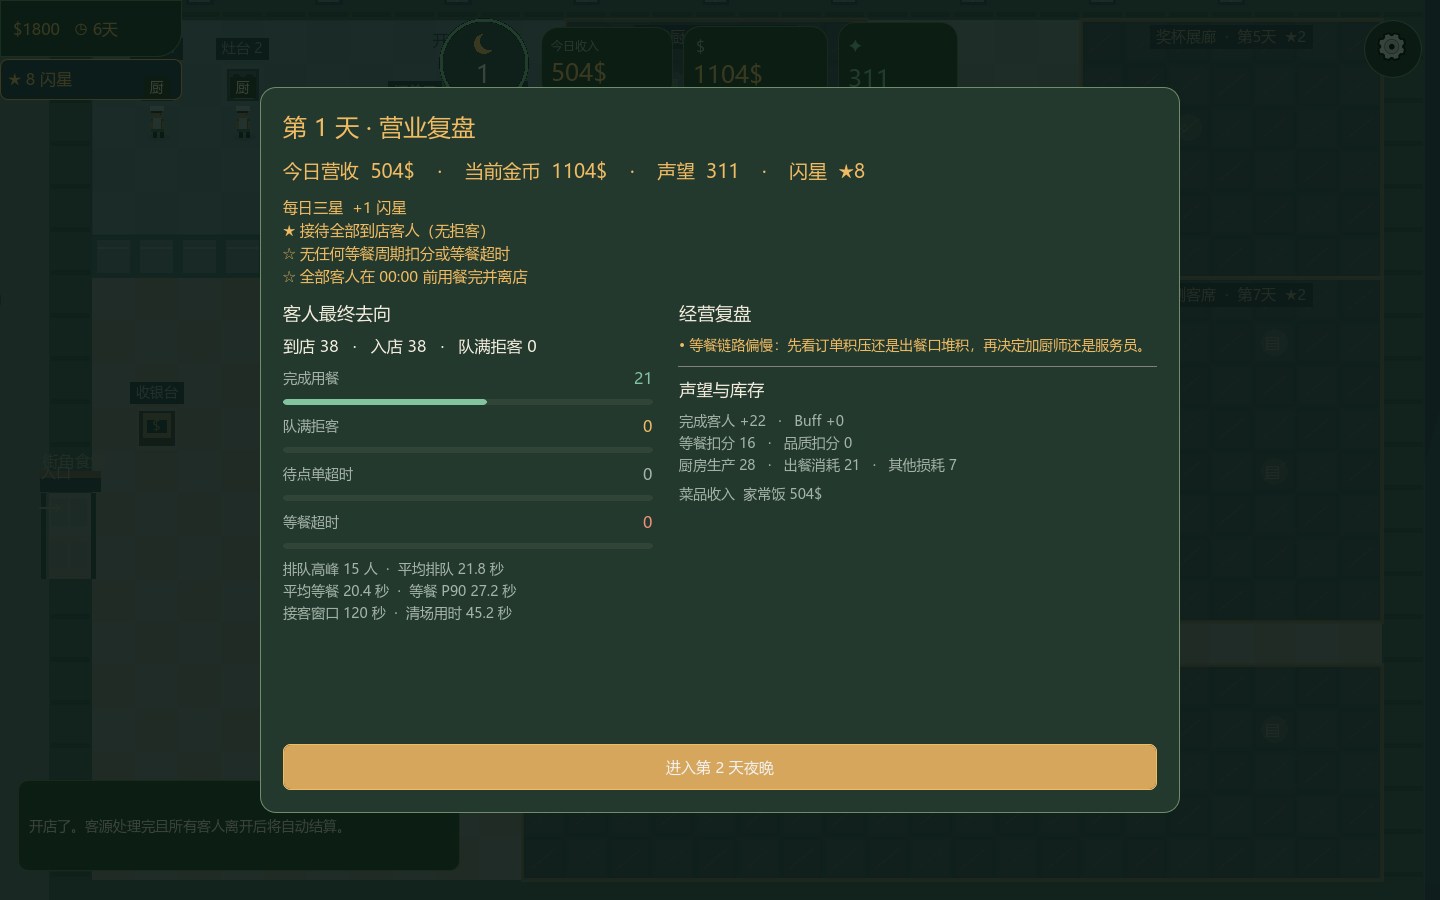 $1800 ◷ 6天
★ 8 闪星
灶台 2
厨
厨
1
今日收入
504$
$
1104$
✦
311
奖杯展廊 · 第5天 ★2
客席 · 第7天 ★2
收银台
$
街角食
入口
第 1 天 · 营业复盘
今日营收 504$ · 当前金币 1104$ · 声望 311 · 闪星 ★8
每日三星 +1 闪星
★ 接待全部到店客人（无拒客）
☆ 无任何等餐周期扣分或等餐超时
☆ 全部客人在 00:00 前用餐完并离店
客人最终去向
到店 38 · 入店 38 · 队满拒客 0
完成用餐 21
队满拒客 0
待点单超时 0
等餐超时 0
排队高峰 15 人 · 平均排队 21.8 秒
平均等餐 20.4 秒 · 等餐 P90 27.2 秒
接客窗口 120 秒 · 清场用时 45.2 秒
经营复盘
• 等餐链路偏慢：先看订单积压还是出餐口堆积，再决定加厨师还是服务员。
声望与库存
完成客人 +22 · Buff +0
等餐扣分 16 · 品质扣分 0
厨房生产 28 · 出餐消耗 21 · 其他损耗 7
菜品收入 家常饭 504$
进入第 2 天夜晚
开店了。客源处理完且所有客人离开后将自动结算。